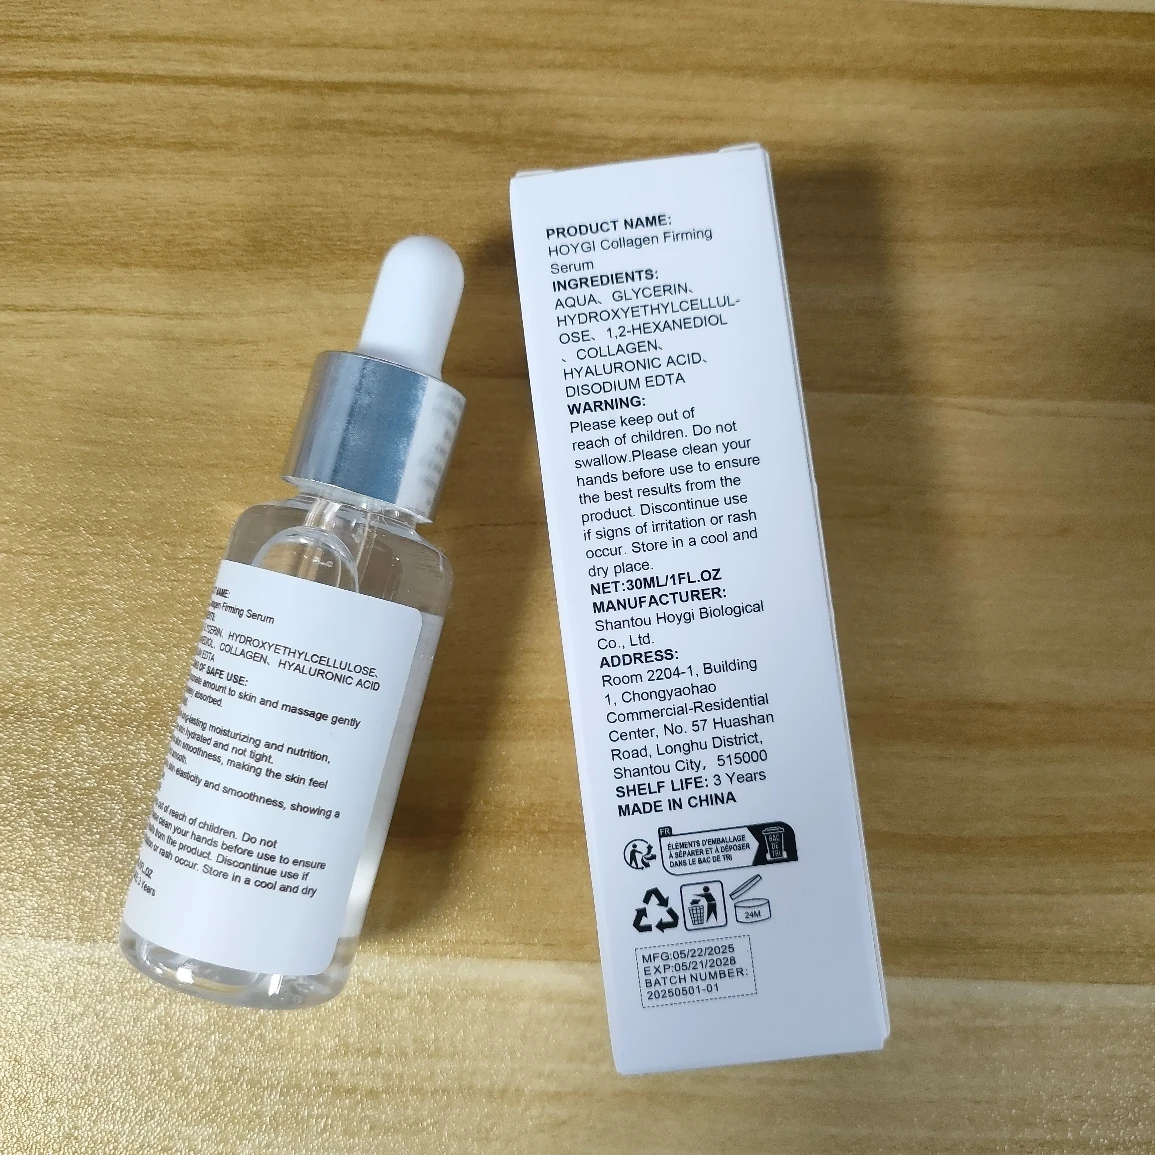 PRODUCT NAME:
HOYGI Collagen Firming
Serum
INGREDIENTS:
AQUA、GLYCERIN、
HYDROXYETHYLCELLUL-
OSE、1,2-HEXANEDIOL
、COLLAGEN、
HYALURONIC ACID、
DISODIUM EDTA
WARNING:
Please keep out of
reach of children. Do not
swallow.Please clean your
hands before use to ensure
the best results from the
product. Discontinue use
if signs of irritation or rash
occur. Store in a cool and
dry place.
NET:30ML/1FL.OZ
MANUFACTURER:
Shantou Hoygi Biological
Co., Ltd.
ADDRESS:
Room 2204-1, Building
1, Chongyaohao
Commercial-Residential
Center, No. 57 Huashan
Road, Longhu District,
Shantou City，515000
SHELF LIFE: 3 Years
MADE IN CHINA
FR
ÉLÉMENTS D'EMBALLAGE
À SÉPARER ET À DÉPOSER
DANS LE BAC DE TRI
BAC
DE
TRI
24M
MFG:05/22/2025
EXP:05/21/2028
BATCH NUMBER:
20250501-01
NAME:
Firming Serum
HYDROXYETHYLCELLULOSE、
COLLAGEN、HYALURONIC ACID
EDTA
OF SAFE USE:
amount to skin and massage gently
absorbed.
moisturizing and nutrition,
hydrated and not tight.
smoothness, making the skin feel
smooth.
elasticity and smoothness, showing a
out of reach of children. Do not
clean your hands before use to ensure
from the product. Discontinue use if
or rash occur. Store in a cool and dry
3 Years